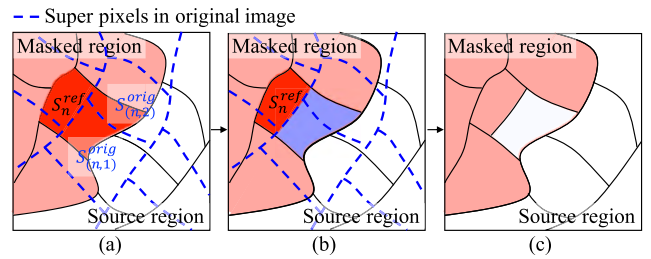 Super pixels in original image
Masked region
Masked region
Masked region
S_n^{ref}
S_{(n,2)}^{orig}
S_{(n,1)}^{orig}
S_n^{ref}
Source region
Source region
Source region
(a)
(b)
(c)